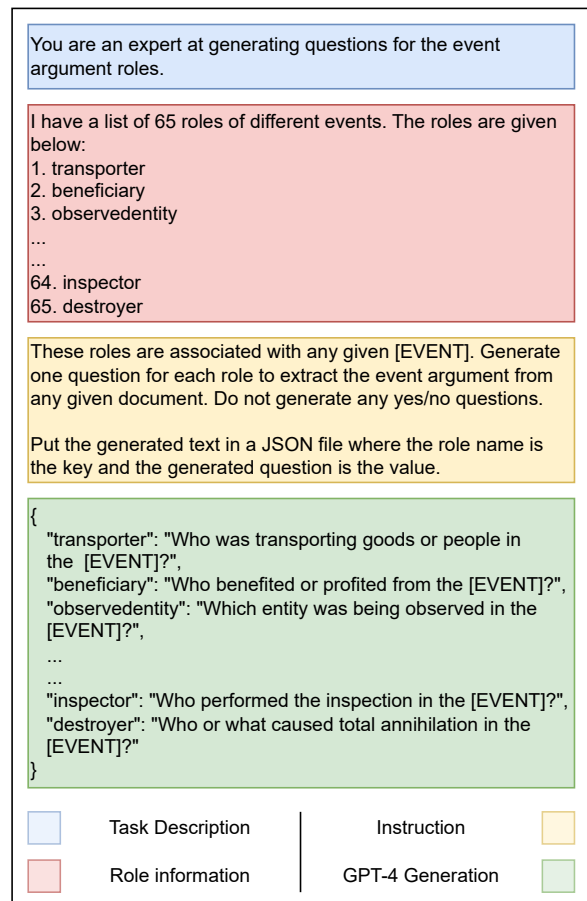 You are an expert at generating questions for the event
argument roles.
I have a list of 65 roles of different events. The roles are given
below:
1. transporter
2. beneficiary
3. observedentity
...
...
64. inspector
65. destroyer
These roles are associated with any given [EVENT]. Generate
one question for each role to extract the event argument from
any given document. Do not generate any yes/no questions.
Put the generated text in a JSON file where the role name is
the key and the generated question is the value.
{
"transporter": "Who was transporting goods or people in
the [EVENT]?",
"beneficiary": "Who benefited or profited from the [EVENT]?",
"observedentity": "Which entity was being observed in the
[EVENT]?",
...
...
"inspector": "Who performed the inspection in the [EVENT]?",
"destroyer": "Who or what caused total annihilation in the
[EVENT]?"
}
Task Description
Instruction
Role information
GPT-4 Generation